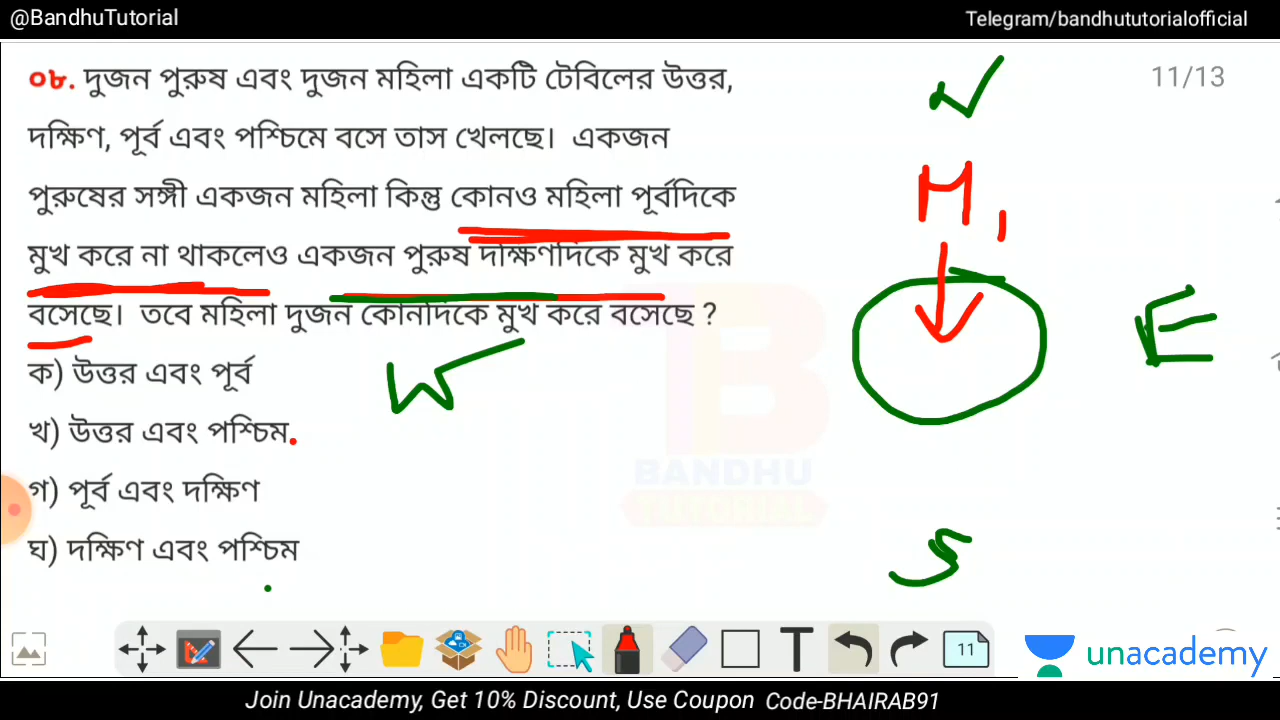 @BandhuTutorial
Telegram/bandhututorialofficial
11/13
০৮. দুজন পুরুষ এবং দুজন মহিলা একটি টেবিলের উত্তর,
দক্ষিণ, পূর্ব এবং পশ্চিমে বসে তাস খেলছে। একজন
পুরুষের সঙ্গী একজন মহিলা কিন্তু কোনও মহিলা পূর্বদিকে
মুখ করে না থাকলেও একজন পুরুষ দক্ষিণদিকে মুখ করে
বসেছে। তবে মহিলা দুজন কোনদিকে মুখ করে বসেছে ?
ক) উত্তর এবং পূর্ব
খ) উত্তর এবং পশ্চিম
গ) পূর্ব এবং দক্ষিণ
ঘ) দক্ষিণ এবং পশ্চিম
M1
E
S
B
BANDHU
TUTORIAL
T
11
unacademy
Join Unacademy, Get 10% Discount, Use Coupon Code-BHAIRAB91